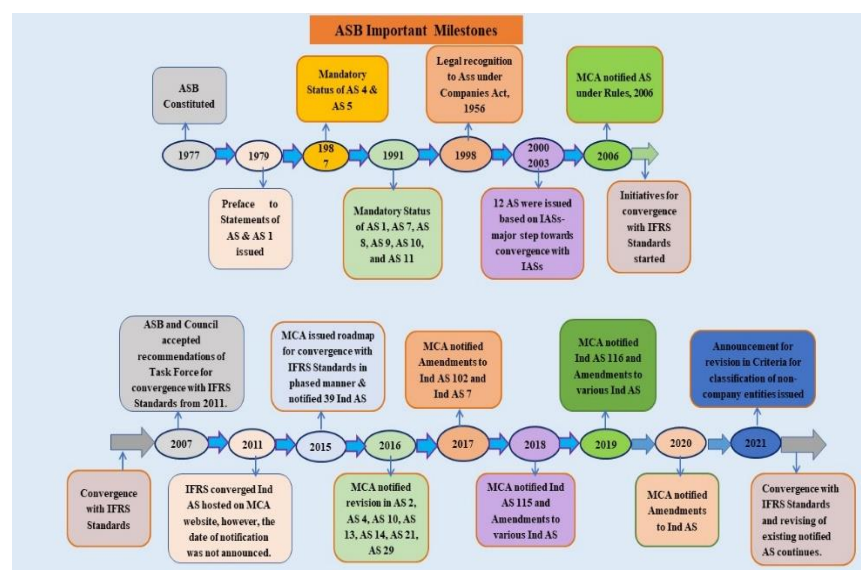 ASB Important Milestones
ASB
Constituted
Mandatory
Status of AS 4 &
AS 5
Legal recognition
to Ass under
Companies Act,
1956
MCA notified AS
under Rules, 2006
1977
1979
198
7
1991
1998
2000
2003
2006
Preface to
Statements of
AS & AS 1
issued
Mandatory Status
of AS 1, AS 7, AS
8, AS 9, AS 10,
and AS 11
12 AS were issued
based on IASs-
major step towards
convergence with
IASs
Initiatives for
convergence
with IFRS
Standards
started
ASB and Council
accepted
recommendations of
Task Force for
convergence with IFRS
Standards from 2011.
MCA issued roadmap
for convergence with
IFRS Standards in
phased manner &
notified 39 Ind AS
MCA notified
Amendments to
Ind AS 102 and
Ind AS 7
MCA notified
Ind AS 116 and
Amendments to
various Ind AS
Announcement for
revision in Criteria for
classification of non-
company entities issued
2007
2011
2015
2016
2017
2018
2019
2020
2021
Convergence
with IFRS
Standards
IFRS converged Ind
AS hosted on MCA
website, however, the
date of notification
was not announced.
MCA notified
revision in AS 2,
AS 4, AS 10, AS
13, AS 14, AS 21,
AS 29
MCA notified Ind
AS 115 and
Amendments to
various Ind AS
MCA notified
Amendments
to Ind AS
Convergence with
IFRS Standards
and revising of
existing notified
AS continues.